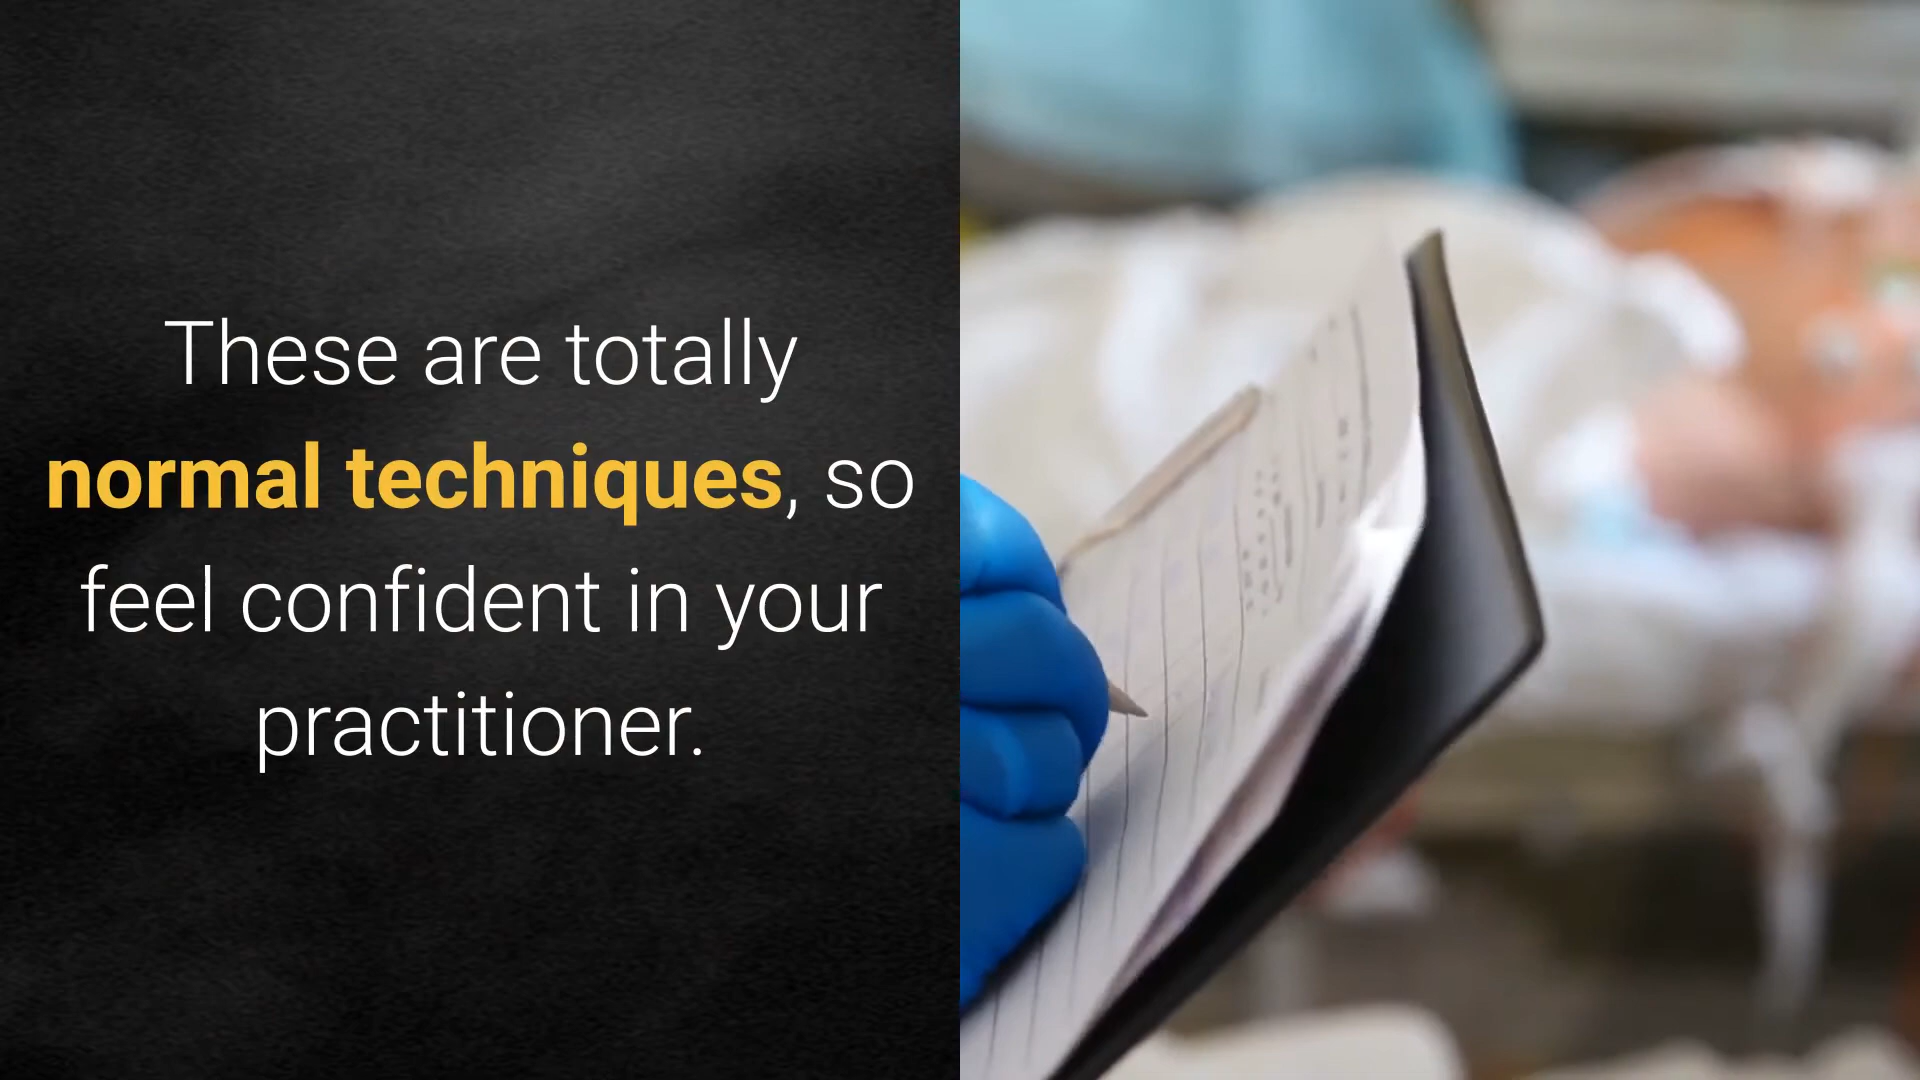 These are totally
normal techniques, so
feel confident in your
practitioner.